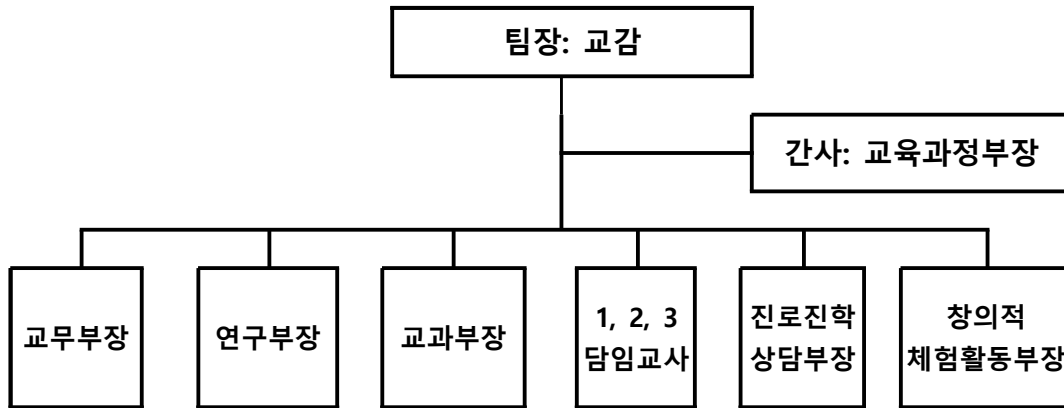 팀장: 교감
간사: 교육과정부장
교무부장
연구부장
교과부장
1, 2, 3
담임교사
진로진학
상담부장
창의적
체험활동부장